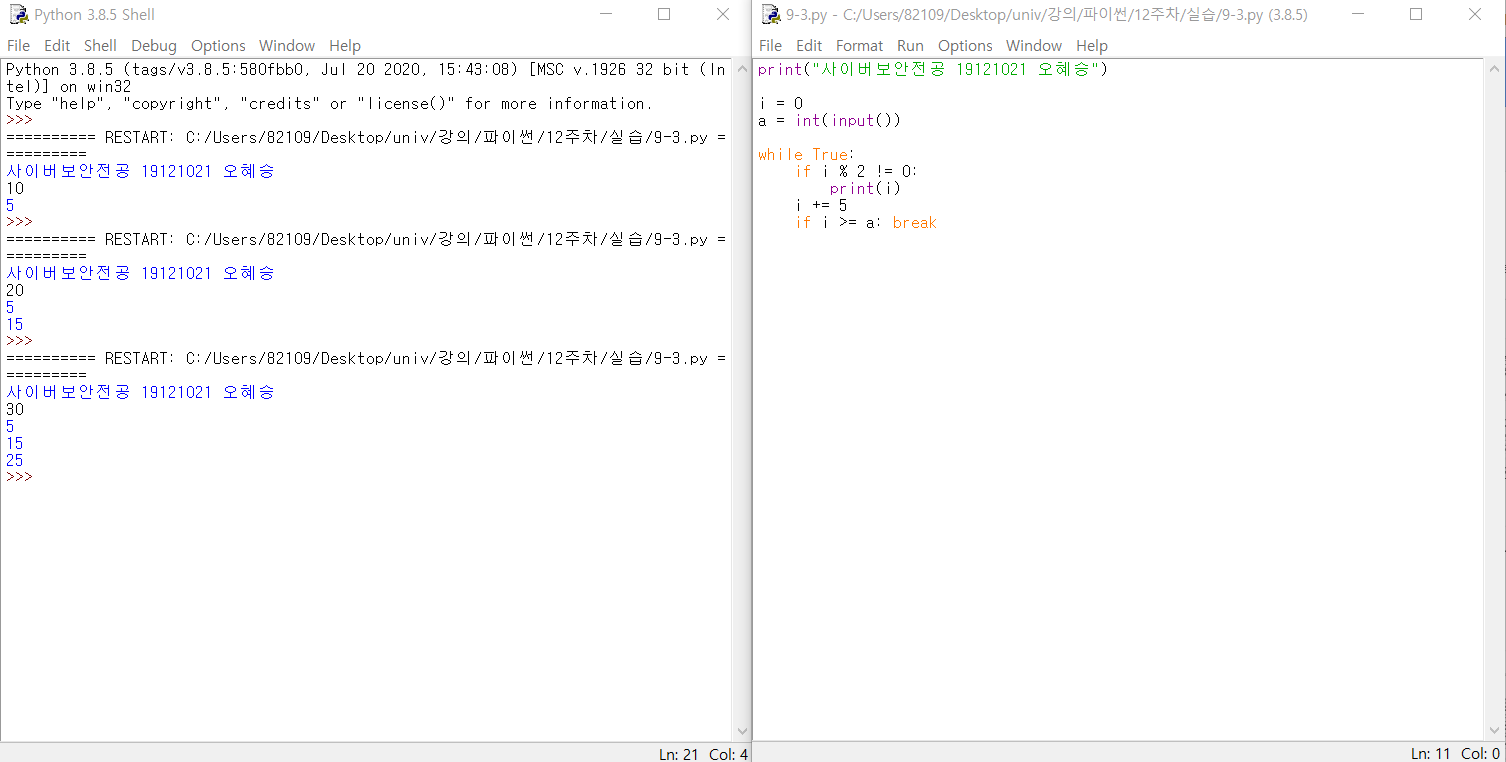 Python 3.8.5 Shell
File Edit Shell Debug Options Window Help
Python 3.8.5 (tags/v3.8.5:580fbb0, Jul 20 2020, 15:43:08) [MSC v.1926 32 bit (In
tel)] on win32
Type "help", "copyright", "credits" or "license()" for more information.
>>>
========== RESTART: C:/Users/82109/Desktop/univ/강의/파이썬/12주차/실습/9-3.py =
=========
사이버보안전공 19121021 오혜승
10
5
>>>
========== RESTART: C:/Users/82109/Desktop/univ/강의/파이썬/12주차/실습/9-3.py =
=========
사이버보안전공 19121021 오혜승
20
5
15
>>>
========== RESTART: C:/Users/82109/Desktop/univ/강의/파이썬/12주차/실습/9-3.py =
=========
사이버보안전공 19121021 오혜승
30
5
15
25
>>>
Ln: 21 Col: 4
9-3.py - C:/Users/82109/Desktop/univ/강의/파이썬/12주차/실습/9-3.py (3.8.5)
File Edit Format Run Options Window Help
print("사이버보안전공 19121021 오혜승")
i = 0
a = int(input())
while True:
    if i % 2 != 0:
        print(i)
    i += 5
    if i >= a: break
Ln: 11 Col: 0